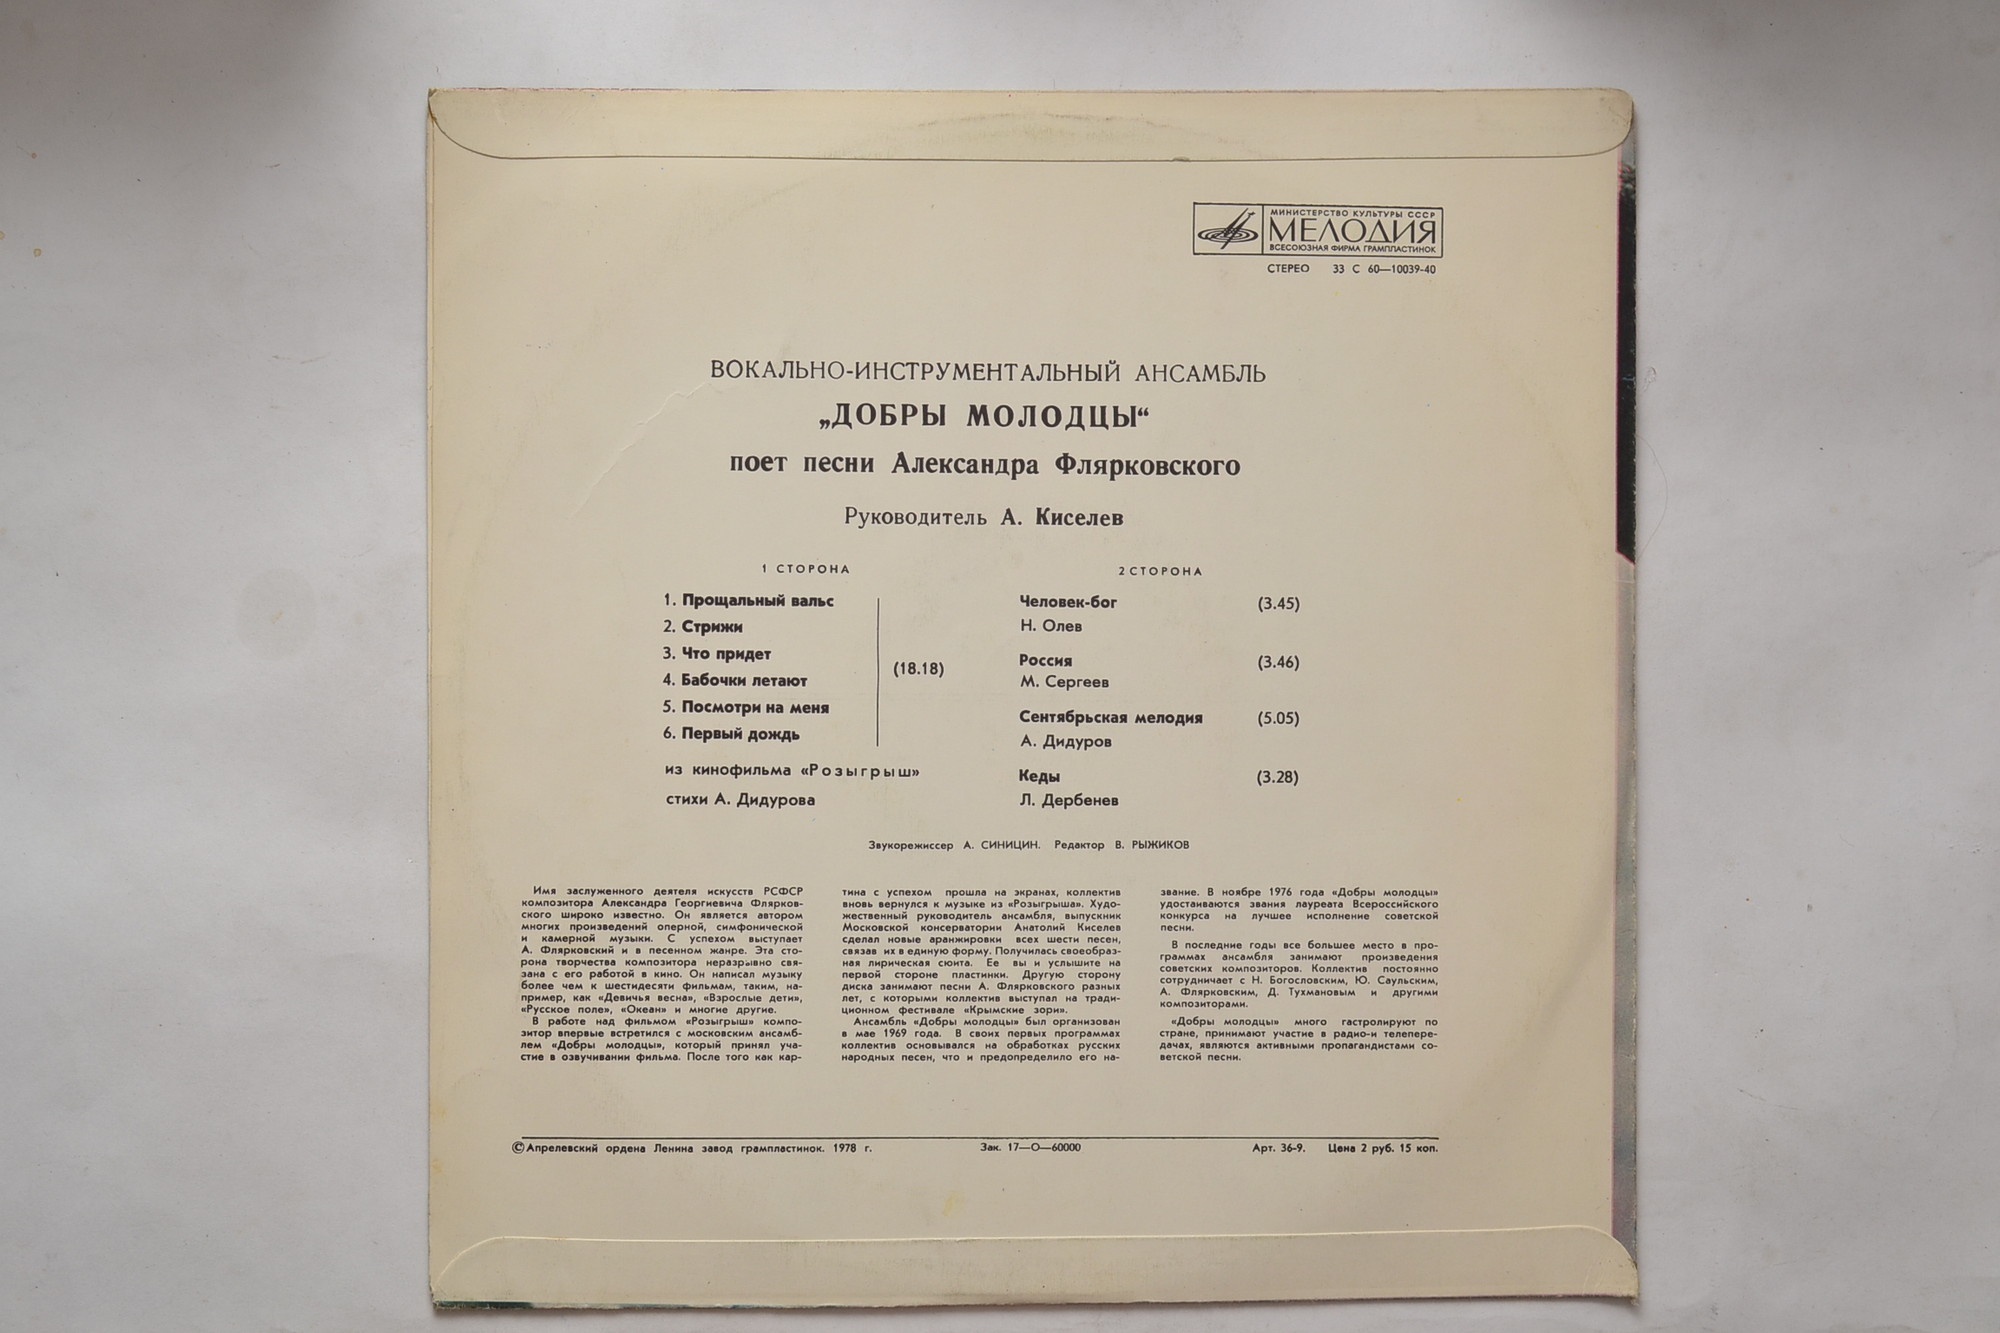 МИНИСТЕРСТВО КУЛЬТУРЫ СССР
МЕЛОДИЯ
ВСЕСОЮЗНАЯ ФИРМА ГРАМПЛАСТИНОК
СТЕРЕО 33 С 60—10039-40
ВОКАЛЬНО-ИНСТРУМЕНТАЛЬНЫЙ АНСАМБЛЬ
„ДОБРЫ МОЛОДЦЫ“
поет песни Александра Флярковского
Руководитель А. Киселев
1 СТОРОНА
1. Прощальный вальс
2. Стрижи
3. Что придет
4. Бабочки летают
5. Посмотри на меня
6. Первый дождь
(18.18)
из кинофильма «Розыгрыш»
стихи А. Дидурова
2 СТОРОНА
Человек-бог (3.45)
Н. Олев
Россия (3.46)
М. Сергеев
Сентябрьская мелодия (5.05)
А. Дидуров
Кеды (3.28)
Л. Дербенев
Звукорежиссер А. СИНИЦИН. Редактор В. РЫЖИКОВ
Имя заслуженного деятеля искусств РСФСР
композитора Александра Георгиевича Флярков-
ского широко известно. Он является автором
многих произведений оперной, симфонической
и камерной музыки. С успехом выступает
А. Флярковский и в песенном жанре. Эта сто-
рона творчества композитора неразрывно свя-
зана с его работой в кино. Он написал музыку
более чем к шестидесяти фильмам, таким, на-
пример, как «Девичья весна», «Взрослые дети»,
«Русское поле», «Океан» и многие другие.
В работе над фильмом «Розыгрыш» компо-
зитор впервые встретился с московским ансамб-
лем «Добры молодцы», который принял уча-
стие в озвучивании фильма. После того как кар-
тина с успехом прошла на экранах, коллектив
вновь вернулся к музыке из «Розыгрыша». Худо-
жественный руководитель ансамбля, выпускник
Московской консерватории Анатолий Киселев
сделал новые аранжировки всех шести песен,
связав их в единую форму. Получилась своеобраз-
ная лирическая сюита. Ее вы и услышите на
первой стороне пластинки. Другую сторону
диска занимают песни А. Флярковского разных
лет, с которыми коллектив выступал на тради-
ционном фестивале «Крымские зори».
Ансамбль «Добры молодцы» был организован
в мае 1969 года. В своих первых программах
коллектив основывался на обработках русских
народных песен, что и предопределило его на-
звание. В ноябре 1976 года «Добры молодцы»
удостаиваются звания лауреата Всероссийского
конкурса на лучшее исполнение советской
песни.
В последние годы все большее место в про-
граммах ансамбля занимают произведения
советских композиторов. Коллектив постоянно
сотрудничает с Н. Богословским, Ю. Саульским,
А. Флярковским, Д. Тухмановым и другими
композиторами.
«Добры молодцы» много гастролируют по
стране, принимают участие в радио-и телепере-
дачах, являются активными пропагандистами со-
ветской песни.
©Апрелевский ордена Ленина завод грампластинок. 1978 г. Зак. 17—О—60000 Арт. 36-9. Цена 2 руб. 15 коп.